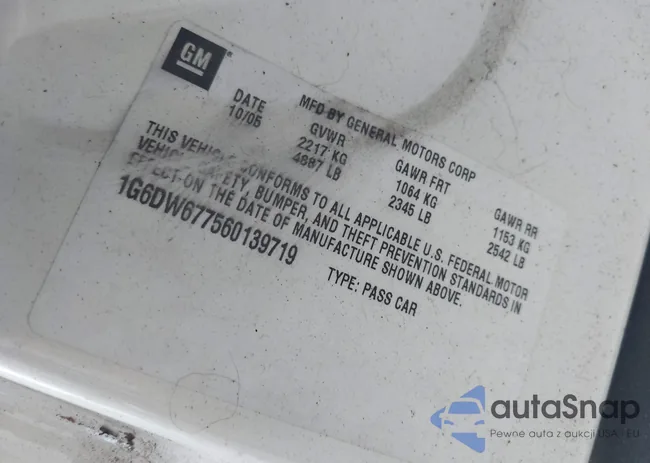 GM
MFD BY GENERAL MOTORS CORP
DATE GVWR GAWR FRT GAWR RR
10/05 2217 KG 1064 KG 1153 KG
4887 LB 2345 LB 2542 LB
THIS VEHICLE CONFORMS TO ALL APPLICABLE U.S. FEDERAL MOTOR
VEHICLE SAFETY, BUMPER, AND THEFT PREVENTION STANDARDS IN
EFFECT ON THE DATE OF MANUFACTURE SHOWN ABOVE.
1G6DW677560139719
TYPE: PASS CAR
autaSnap
Pewne auta z aukcji USA, EU